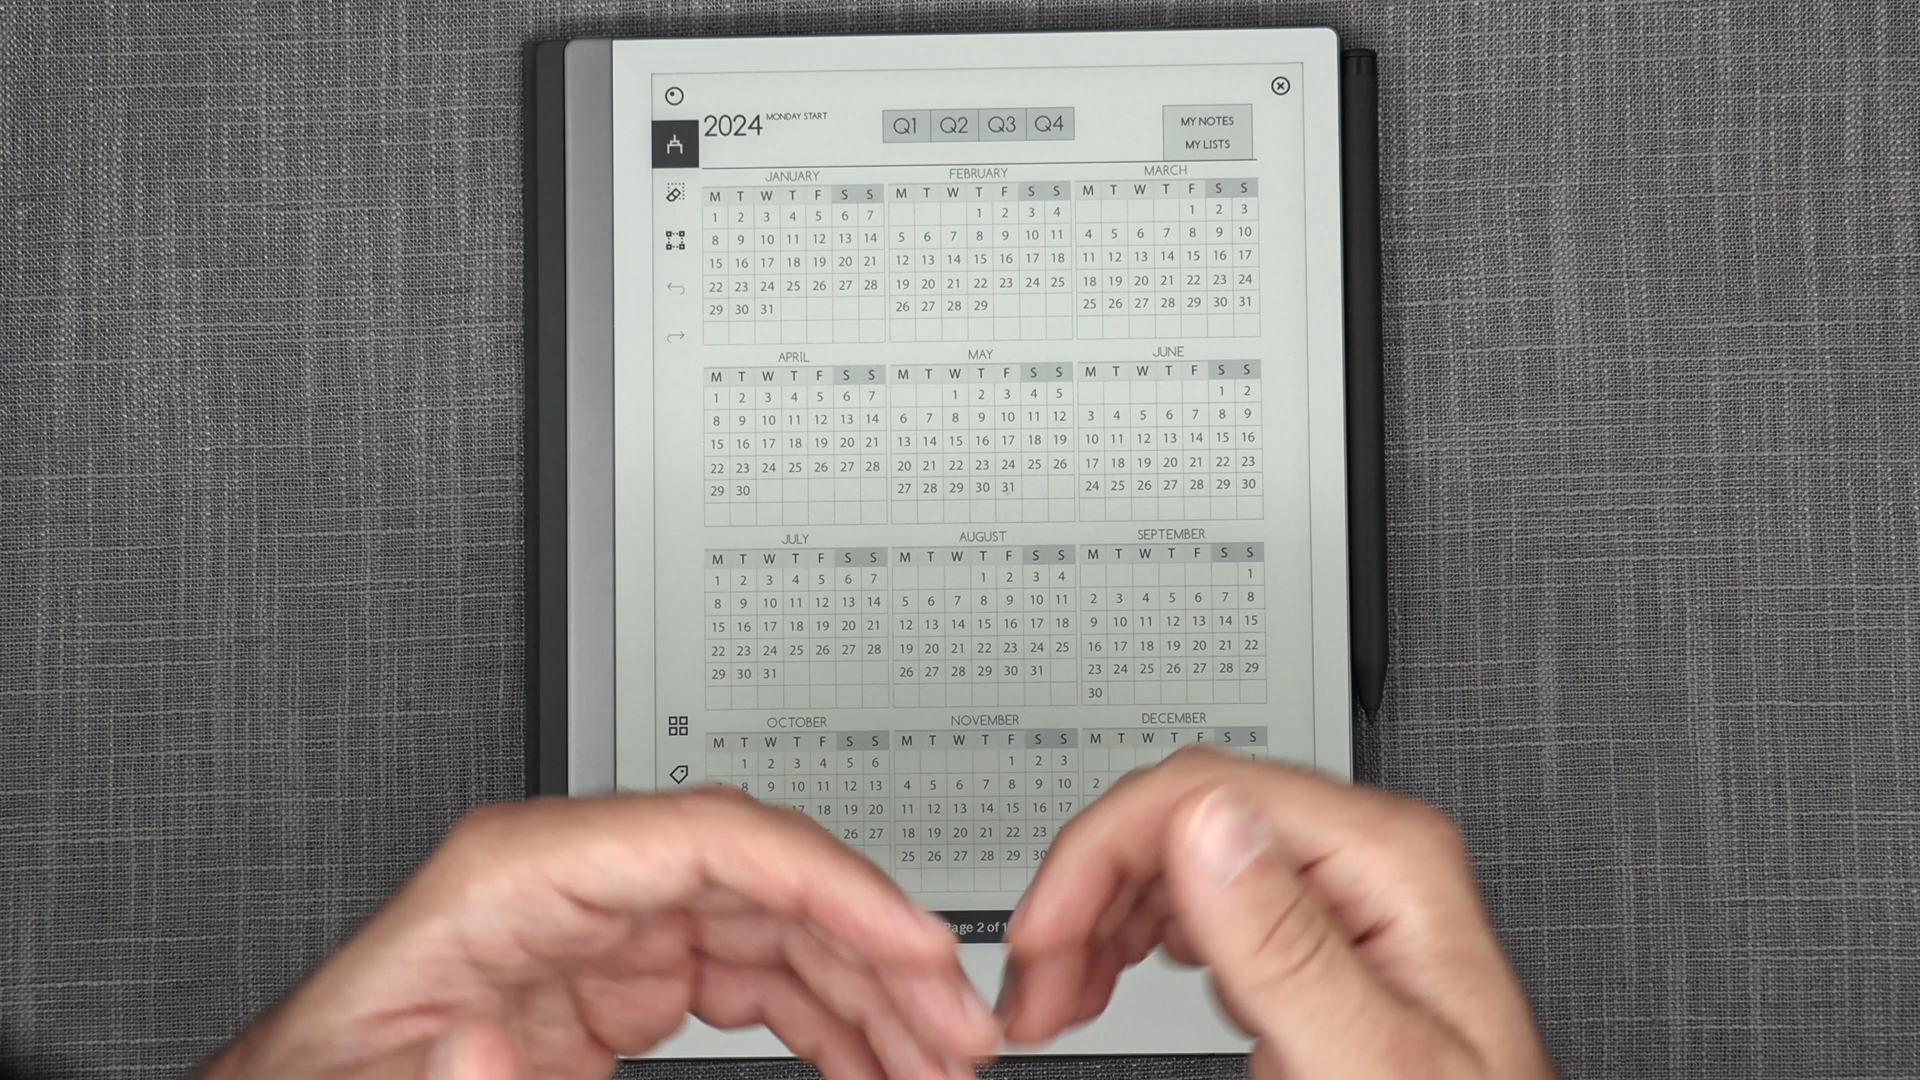 2024 MONDAY START Q1 Q2 Q3 Q4 MY NOTES
MY LISTS
JANUARY FEBRUARY MARCH
M T W T F S S M T W T F S S M T W T F S S
1 2 3 4 5 6 7 1 2 3 4 1 2 3
8 9 10 11 12 13 14 5 6 7 8 9 10 11 4 5 6 7 8 9 10
15 16 17 18 19 20 21 12 13 14 15 16 17 18 11 12 13 14 15 16 17
22 23 24 25 26 27 28 19 20 21 22 23 24 25 18 19 20 21 22 23 24
29 30 31 26 27 28 29 25 26 27 28 29 30 31
APRIL MAY JUNE
M T W T F S S M T W T F S S M T W T F S S
1 2 3 4 5 6 7 1 2 3 4 5 1 2
8 9 10 11 12 13 14 6 7 8 9 10 11 12 3 4 5 6 7 8 9
15 16 17 18 19 20 21 13 14 15 16 17 18 19 10 11 12 13 14 15 16
22 23 24 25 26 27 28 20 21 22 23 24 25 26 17 18 19 20 21 22 23
29 30 27 28 29 30 31 24 25 26 27 28 29 30
JULY AUGUST SEPTEMBER
M T W T F S S M T W T F S S M T W T F S S
1 2 3 4 5 6 7 1 2 3 4 1
8 9 10 11 12 13 14 5 6 7 8 9 10 11 2 3 4 5 6 7 8
15 16 17 18 19 20 21 12 13 14 15 16 17 18 9 10 11 12 13 14 15
22 23 24 25 26 27 28 19 20 21 22 23 24 25 16 17 18 19 20 21 22
29 30 31 26 27 28 29 30 31 23 24 25 26 27 28 29
30
OCTOBER NOVEMBER DECEMBER
M T W T F S S M T W T F S S M T W T F S S
1 2 3 4 5 6 1 2 3 1
8 9 10 11 12 13 4 5 6 7 8 9 10 2
17 18 19 20 11 12 13 14 15 16 17
26 27 18 19 20 21 22 23
25 26 27 28 29 30
Page 2 of